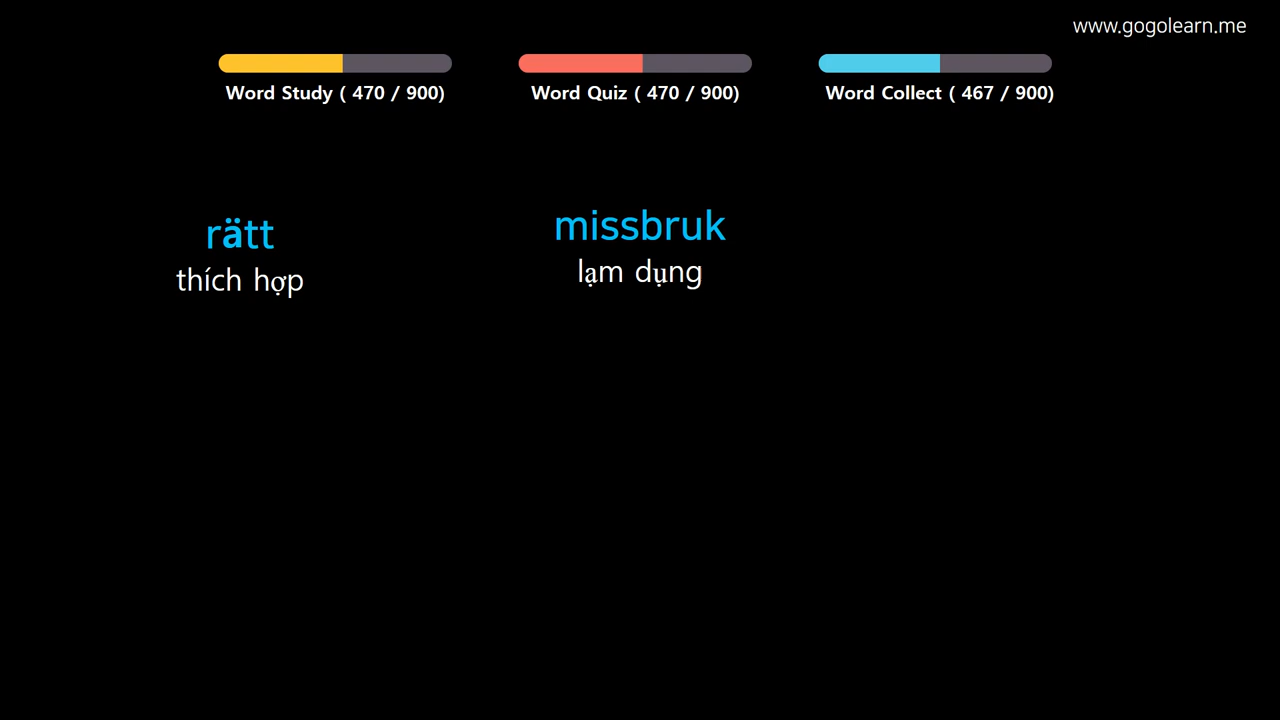 www.gogolearn.me
Word Study ( 470 / 900)
Word Quiz ( 470 / 900)
Word Collect ( 467 / 900)
rätt
thích hợp
missbruk
lạm dụng